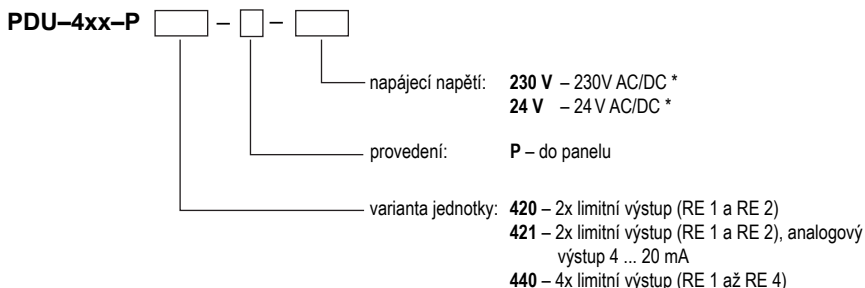 PDU–4xx–P – –
napájecí napětí: 230 V – 230V AC/DC *
24 V – 24 V AC/DC *
provedení: P – do panelu
varianta jednotky: 420 – 2x limitní výstup (RE 1 a RE 2)
421 – 2x limitní výstup (RE 1 a RE 2), analogový
výstup 4 ... 20 mA
440 – 4x limitní výstup (RE 1 až RE 4)